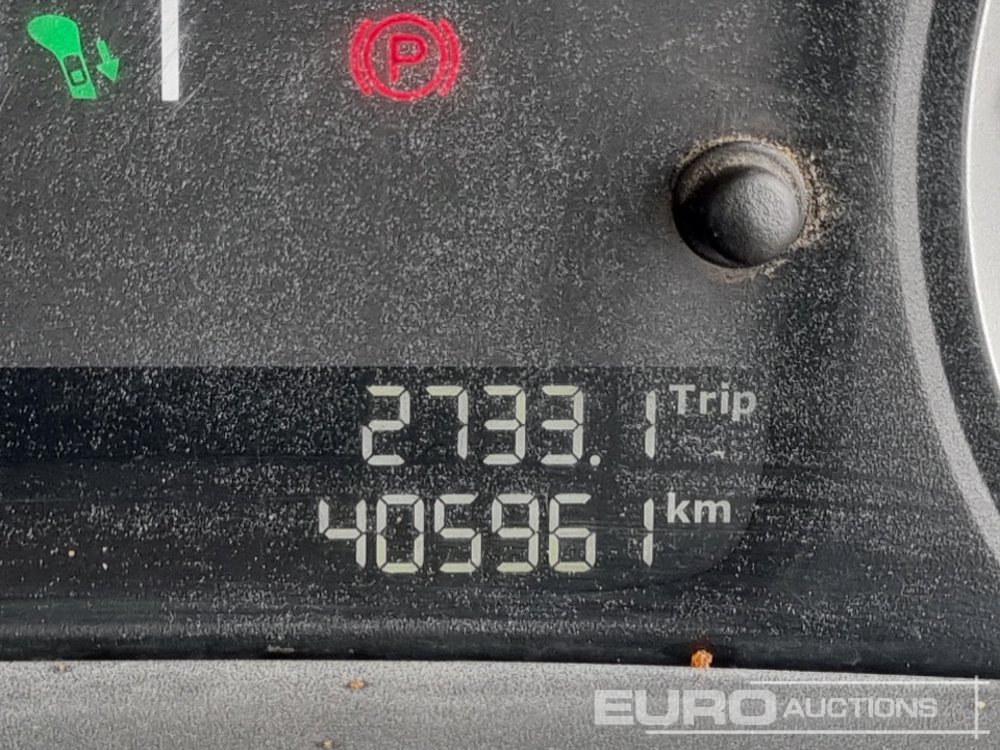 P
2733.1 Trip
405961 km
EURO AUCTIONS